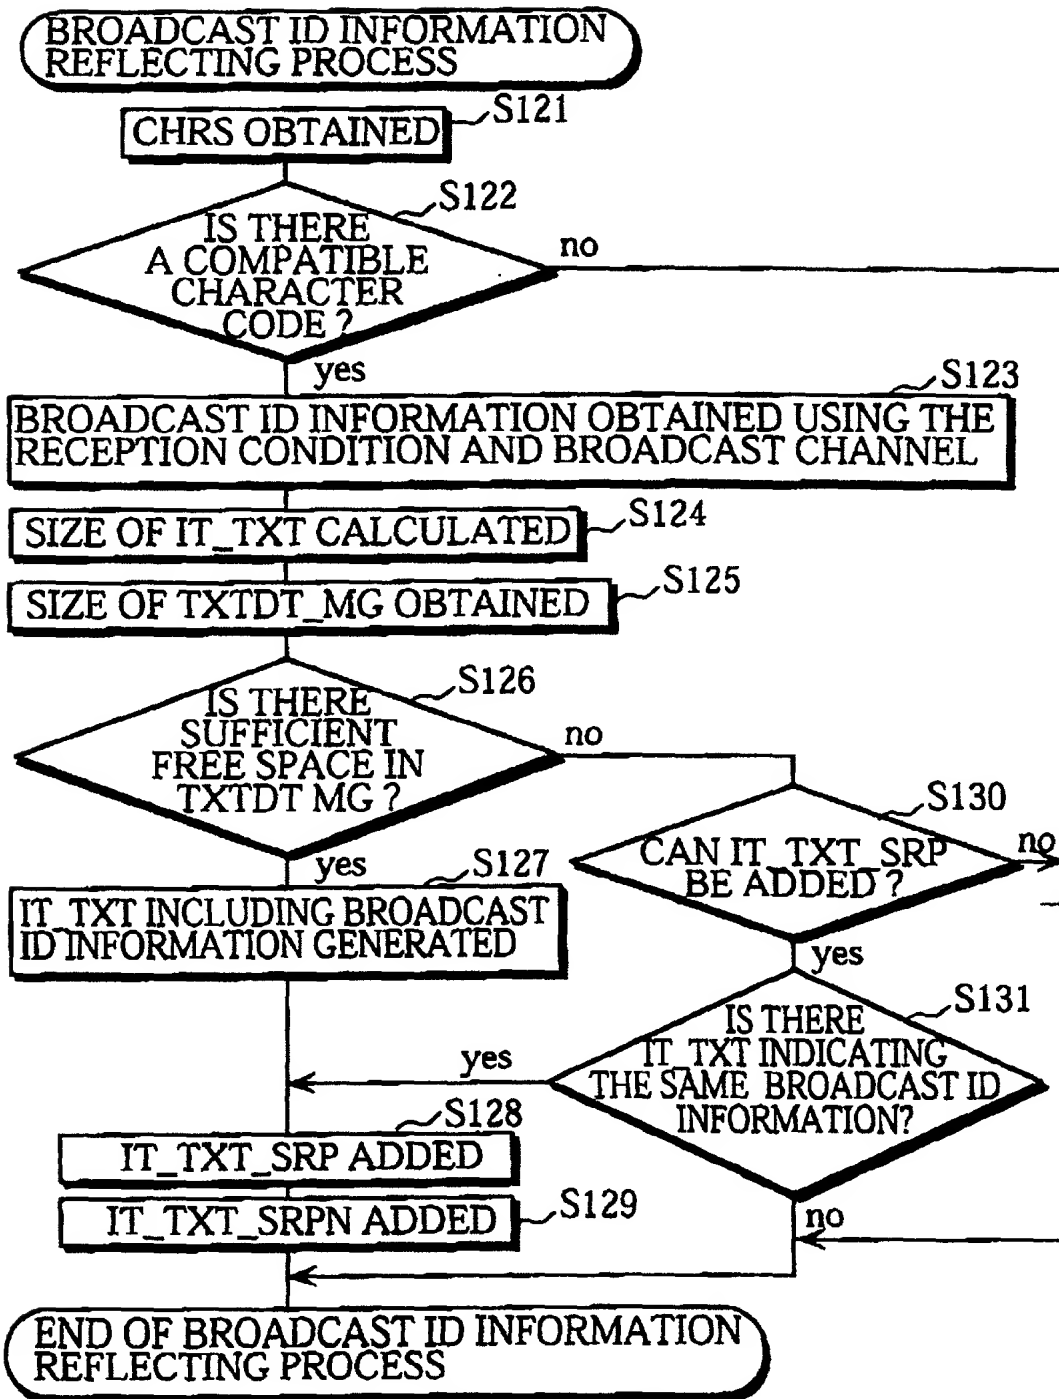 BROADCAST ID INFORMATION
REFLECTING PROCESS
S121
CHRS OBTAINED
S122
IS THERE
A COMPATIBLE
CHARACTER
CODE ?
no
yes
S123
BROADCAST ID INFORMATION OBTAINED USING THE
RECEPTION CONDITION AND BROADCAST CHANNEL
S124
SIZE OF IT_TXT CALCULATED
S125
SIZE OF TXTDT_MG OBTAINED
S126
IS THERE
SUFFICIENT
FREE SPACE IN
TXTDT MG ?
no
yes
S130
CAN IT_TXT_SRP
BE ADDED ?
no
yes
S127
IT_TXT INCLUDING BROADCAST
ID INFORMATION GENERATED
S131
IS THERE
IT_TXT INDICATING
THE SAME BROADCAST ID
INFORMATION?
yes
no
S128
IT_TXT_SRP ADDED
S129
IT_TXT_SRPN ADDED
END OF BROADCAST ID INFORMATION
REFLECTING PROCESS